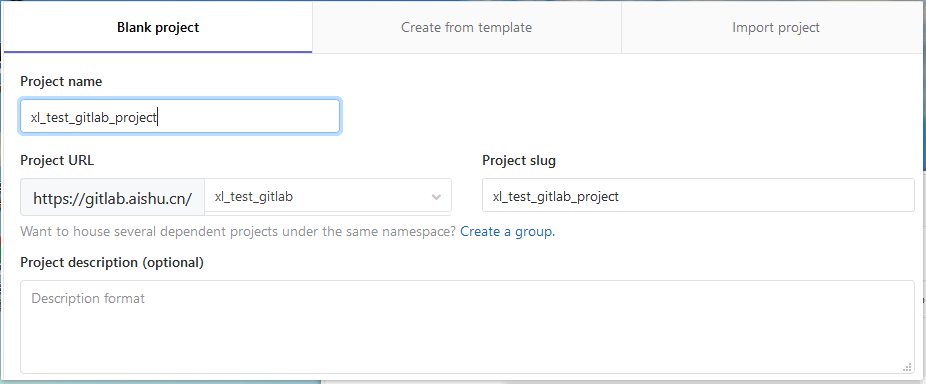 Blank project
Create from template
Import project
Project name
xl_test_gitlab_project
Project URL
Project slug
https://gitlab.aishu.cn/
xl_test_gitlab
xl_test_gitlab_project
Want to house several dependent projects under the same namespace? Create a group.
Project description (optional)
Description format